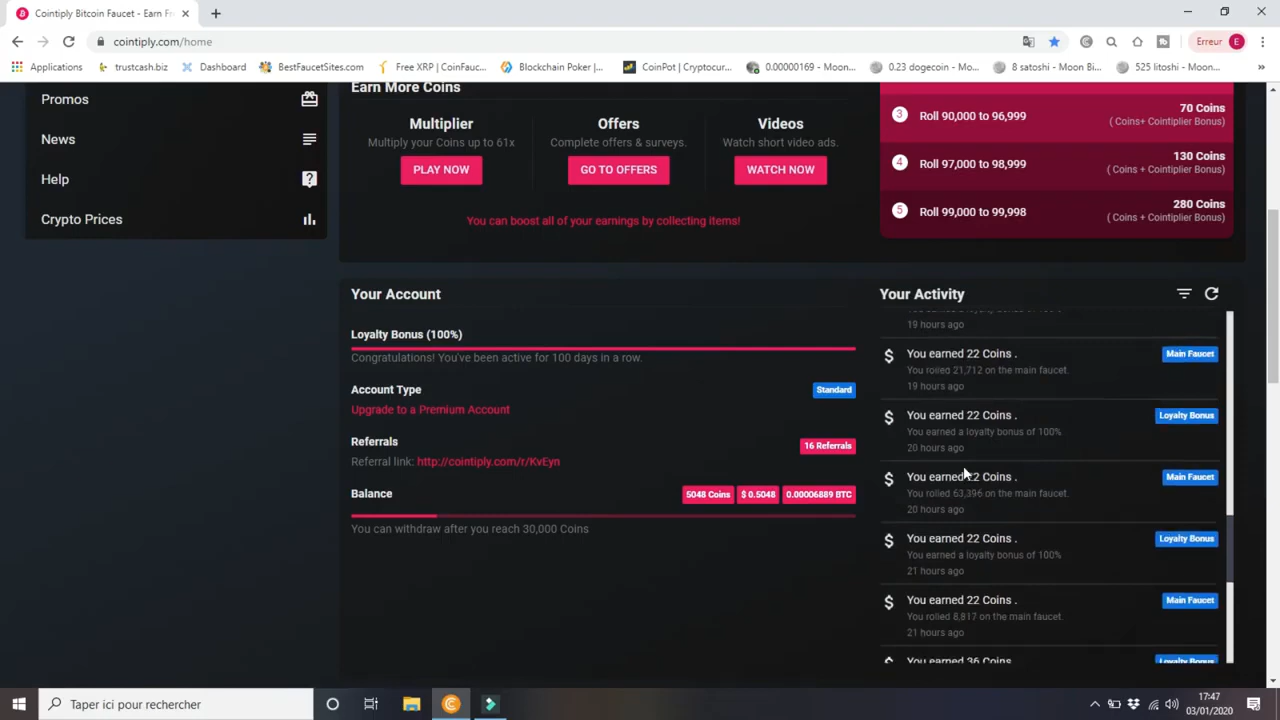 Cointiply Bitcoin Faucet - Earn Fr
cointiply.com/home
Erreur E
Applications
trustcash.biz
Dashboard
BestFaucetSites.com
Free XRP | CoinFauc...
Blockchain Poker |...
CoinPot | Cryptocur...
0.00000169 - Moon...
0.23 dogecoin - Mo...
8 satoshi - Moon Bi...
525 litoshi - Moon...
Promos
News
Help
Crypto Prices
Earn More Coins
Multiplier
Multiply your Coins up to 61x
PLAY NOW
Offers
Complete offers & surveys.
GO TO OFFERS
Videos
Watch short video ads.
WATCH NOW
You can boost all of your earnings by collecting items!
3 Roll 90,000 to 96,999 70 Coins
( Coins+ Cointiplier Bonus)
4 Roll 97,000 to 98,999 130 Coins
( Coins + Cointiplier Bonus)
5 Roll 99,000 to 99,998 280 Coins
( Coins + Cointiplier Bonus)
Your Account
Loyalty Bonus (100%)
Congratulations! You've been active for 100 days in a row.
Account Type Standard
Upgrade to a Premium Account
Referrals 16 Referrals
Referral link: http://cointiply.com/r/KvEyn
Balance 5048 Coins $ 0.5048 0.00006889 BTC
You can withdraw after you reach 30,000 Coins
Your Activity
19 hours ago
You earned 22 Coins . Main Faucet
You rolled 21,712 on the main faucet.
19 hours ago
You earned 22 Coins . Loyalty Bonus
You earned a loyalty bonus of 100%
20 hours ago
You earned 22 Coins . Main Faucet
You rolled 63,396 on the main faucet.
20 hours ago
You earned 22 Coins . Loyalty Bonus
You earned a loyalty bonus of 100%
21 hours ago
You earned 22 Coins . Main Faucet
You rolled 8,817 on the main faucet.
21 hours ago
You earned 36 Coins Loyalty Bonus
Taper ici pour rechercher
17:47
03/01/2020